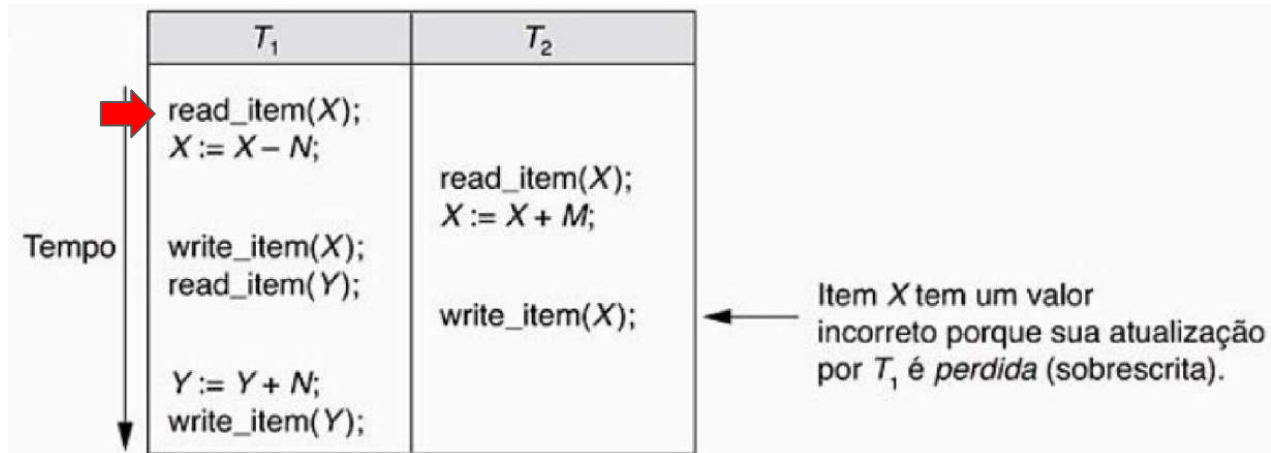 T₁ T₂
read_item(X);
X := X – N;
read_item(X);
X := X + M;
Tempo
write_item(X);
read_item(Y);
write_item(X);
Item X tem um valor
incorreto porque sua atualização
por T₁ é perdida (sobrescrita).
Y := Y + N;
write_item(Y);